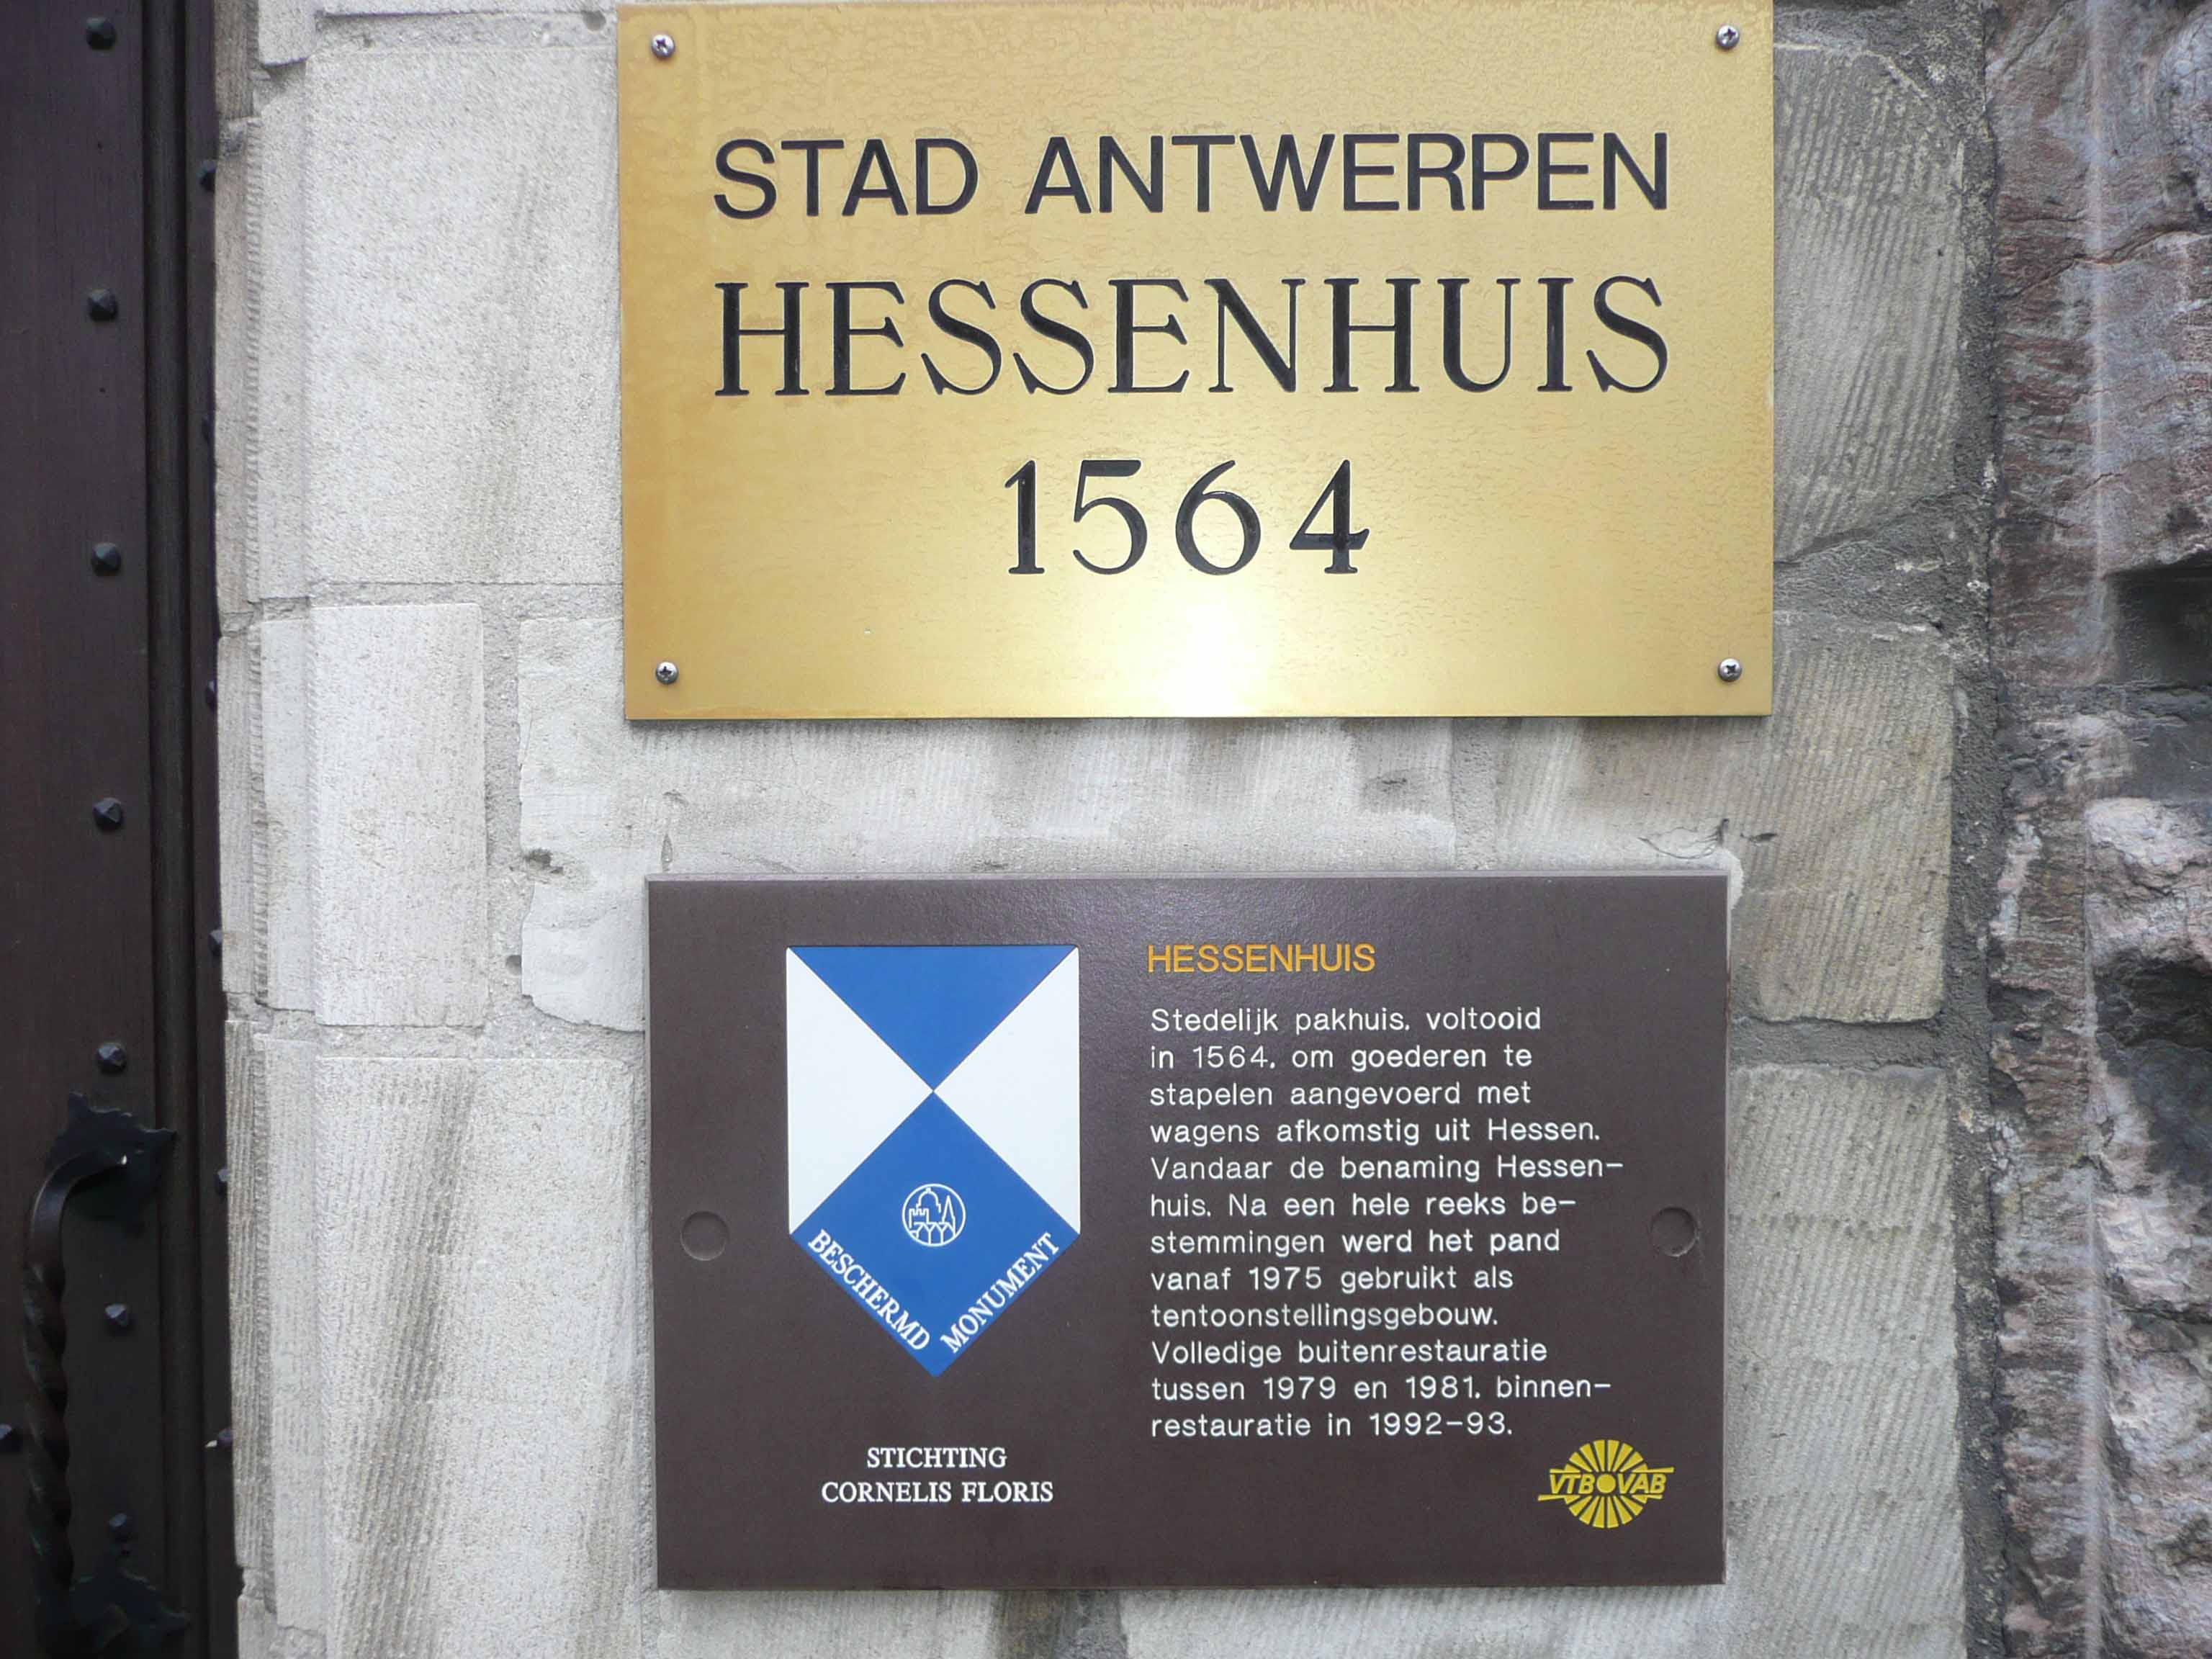 STAD ANTWERPEN
HESSENHUIS
1564
HESSENHUIS
Stedelijk pakhuis, voltooid
in 1564, om goederen te
stapelen aangevoerd met
wagens afkomstig uit Hessen.
Vandaar de benaming Hessen-
huis. Na een hele reeks be-
stemmingen werd het pand
vanaf 1975 gebruikt als
tentoonstellingsgebouw.
Volledige buitenrestauratie
tussen 1979 en 1981, binnen-
restauratie in 1992-93.
BESCHERMD MONUMENT
STICHTING
CORNELIS FLORIS
VTB VAB